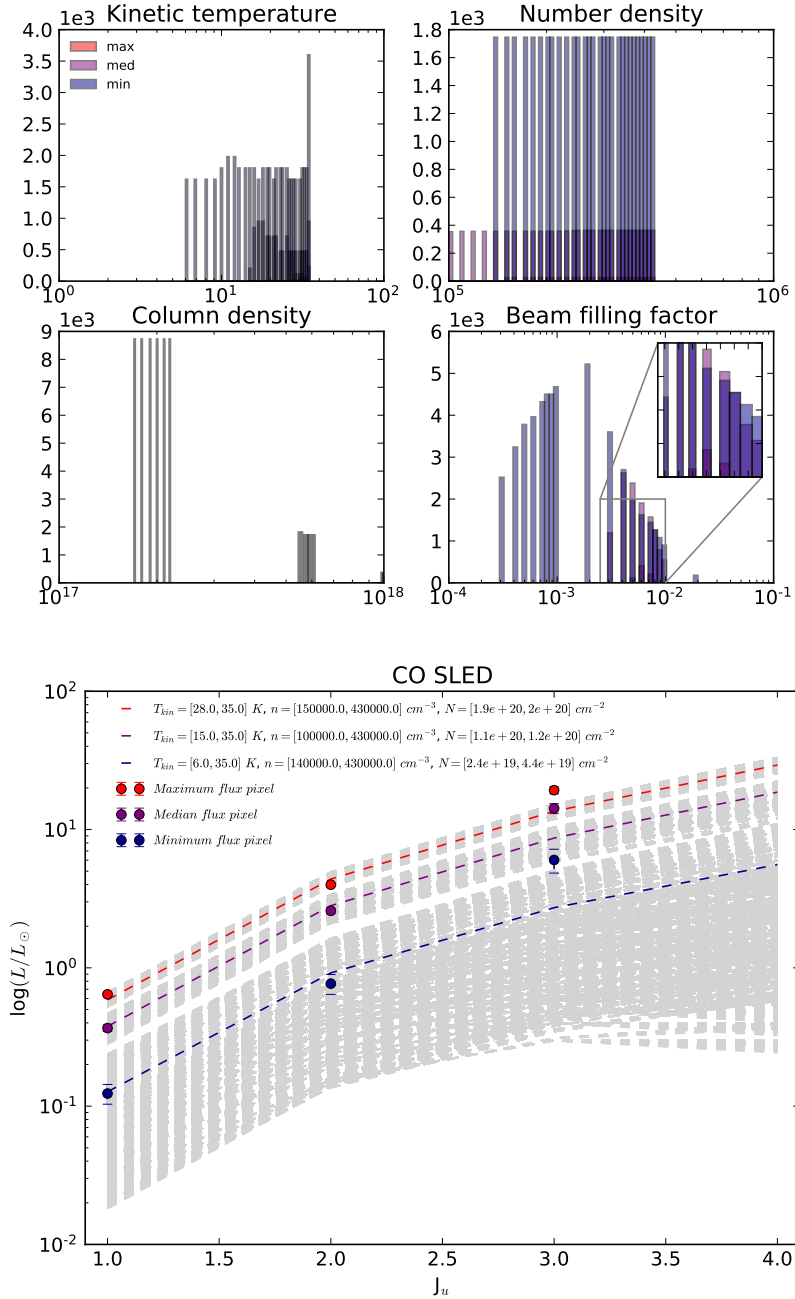 Kinetic temperature
1e3
4.0
3.5
3.0
2.5
2.0
1.5
1.0
0.5
0.0
max
med
min
10^0
10^1
10^2
Number density
1e3
1.8
1.6
1.4
1.2
1.0
0.8
0.6
0.4
0.2
0.0
10^5
10^6
Column density
1e3
9
8
7
6
5
4
3
2
1
0
10^17
10^18
Beam filling factor
1e3
6
5
4
3
2
1
0
10^-4
10^-3
10^-2
10^-1
CO SLED
T_kin = [28.0, 35.0] K, n = [150000.0, 430000.0] cm^-3, N = [1.9e + 20, 2e + 20] cm^-2
T_kin = [15.0, 35.0] K, n = [100000.0, 430000.0] cm^-3, N = [1.1e + 20, 1.2e + 20] cm^-2
T_kin = [6.0, 35.0] K, n = [140000.0, 430000.0] cm^-3, N = [2.4e + 19, 4.4e + 19] cm^-2
Maximum flux pixel
Median flux pixel
Minimum flux pixel
10^2
10^1
10^0
10^-1
10^-2
log(L/L_⊙)
1.0
1.5
2.0
2.5
3.0
3.5
4.0
J_u